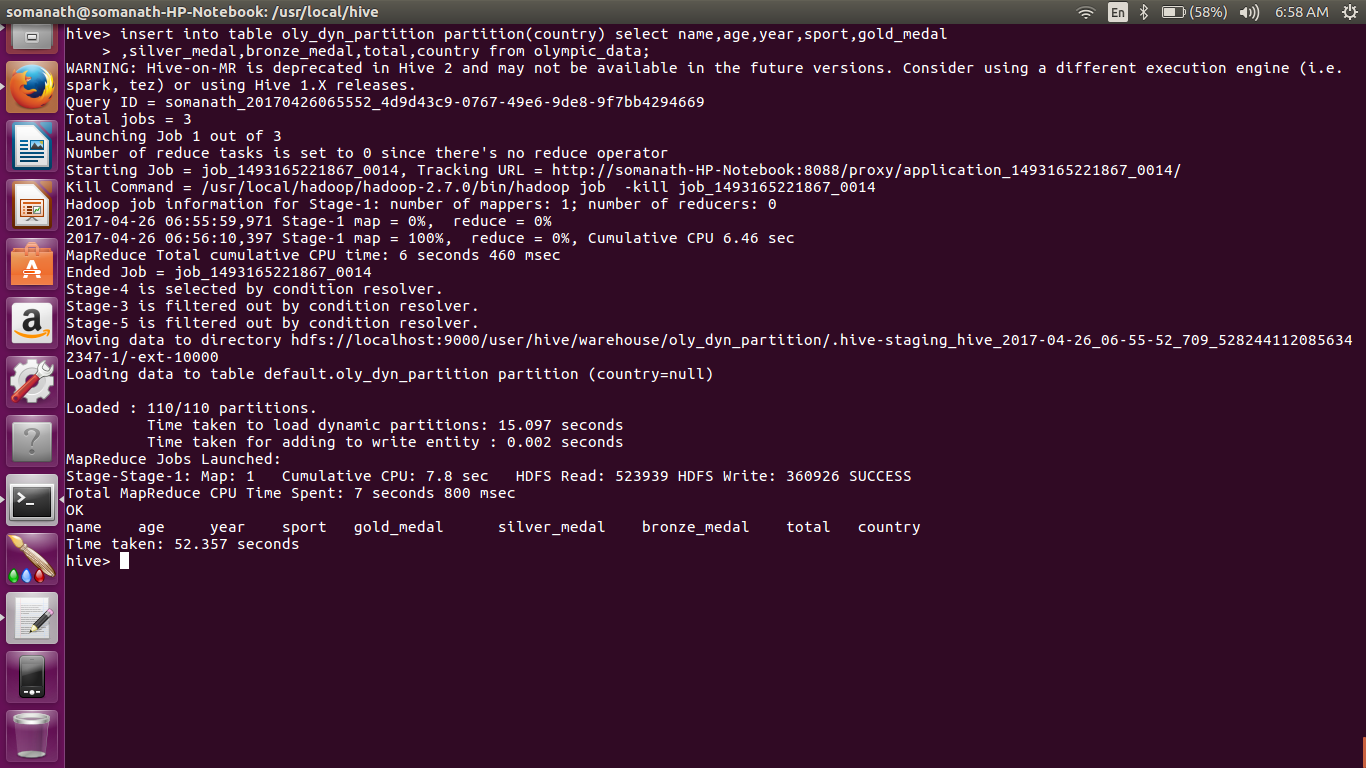 somanath@somanath-HP-Notebook: /usr/local/hive
En
(58%)
6:58 AM
hive> insert into table oly_dyn_partition partition(country) select name,age,year,sport,gold_medal
    > ,silver_medal,bronze_medal,total,country from olympic_data;
WARNING: Hive-on-MR is deprecated in Hive 2 and may not be available in the future versions. Consider using a different execution engine (i.e.
spark, tez) or using Hive 1.X releases.
Query ID = somanath_20170426065552_4d9d43c9-0767-49e6-9de8-9f7bb4294669
Total jobs = 3
Launching Job 1 out of 3
Number of reduce tasks is set to 0 since there's no reduce operator
Starting Job = job_1493165221867_0014, Tracking URL = http://somanath-HP-Notebook:8088/proxy/application_1493165221867_0014/
Kill Command = /usr/local/hadoop/hadoop-2.7.0/bin/hadoop job  -kill job_1493165221867_0014
Hadoop job information for Stage-1: number of mappers: 1; number of reducers: 0
2017-04-26 06:55:59,971 Stage-1 map = 0%,  reduce = 0%
2017-04-26 06:56:10,397 Stage-1 map = 100%,  reduce = 0%, Cumulative CPU 6.46 sec
MapReduce Total cumulative CPU time: 6 seconds 460 msec
Ended Job = job_1493165221867_0014
Stage-4 is selected by condition resolver.
Stage-3 is filtered out by condition resolver.
Stage-5 is filtered out by condition resolver.
Moving data to directory hdfs://localhost:9000/user/hive/warehouse/oly_dyn_partition/.hive-staging_hive_2017-04-26_06-55-52_709_528244112085634
2347-1/-ext-10000
Loading data to table default.oly_dyn_partition partition (country=null)
Loaded : 110/110 partitions.
         Time taken to load dynamic partitions: 15.097 seconds
         Time taken for adding to write entity : 0.002 seconds
MapReduce Jobs Launched:
Stage-Stage-1: Map: 1   Cumulative CPU: 7.8 sec   HDFS Read: 523939 HDFS Write: 360926 SUCCESS
Total MapReduce CPU Time Spent: 7 seconds 800 msec
OK
name    age     year    sport   gold_medal      silver_medal    bronze_medal    total   country
Time taken: 52.357 seconds
hive>